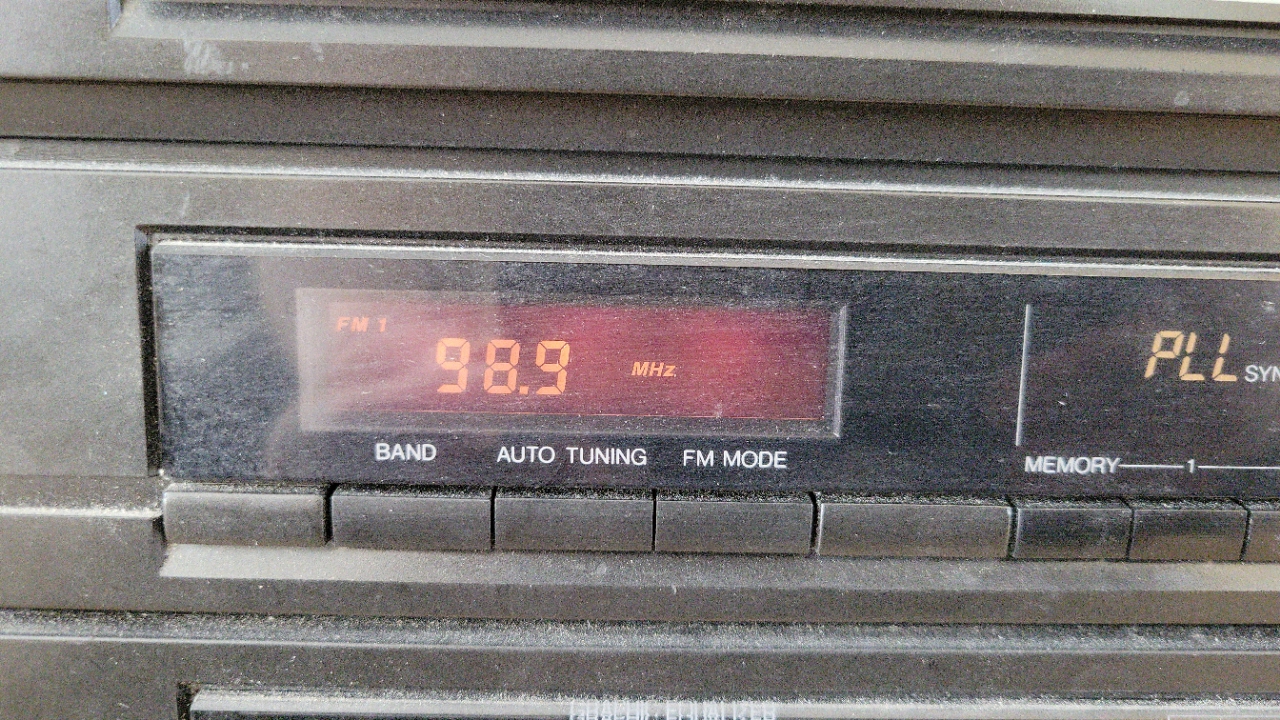 FM 1
98.9 MHz
PLL SYN
BAND AUTO TUNING FM MODE
MEMORY 1